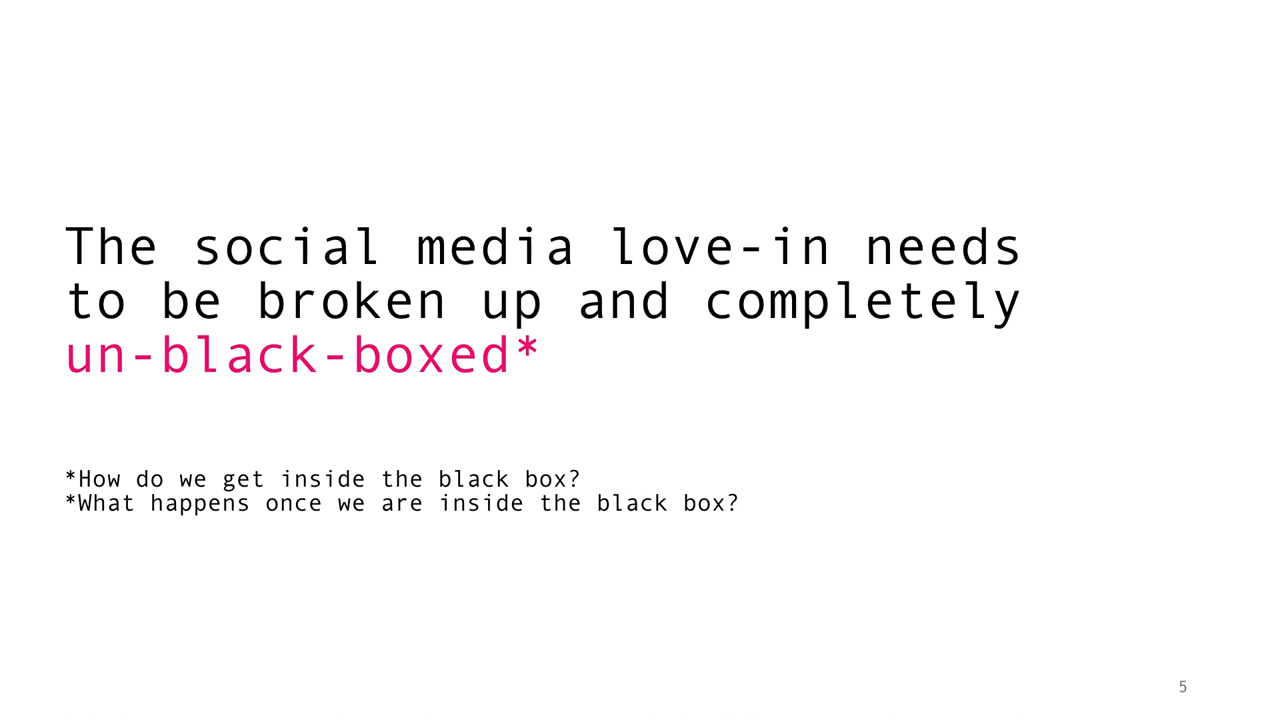 The social media love-in needs
to be broken up and completely
un-black-boxed*
*How do we get inside the black box?
*What happens once we are inside the black box?
5